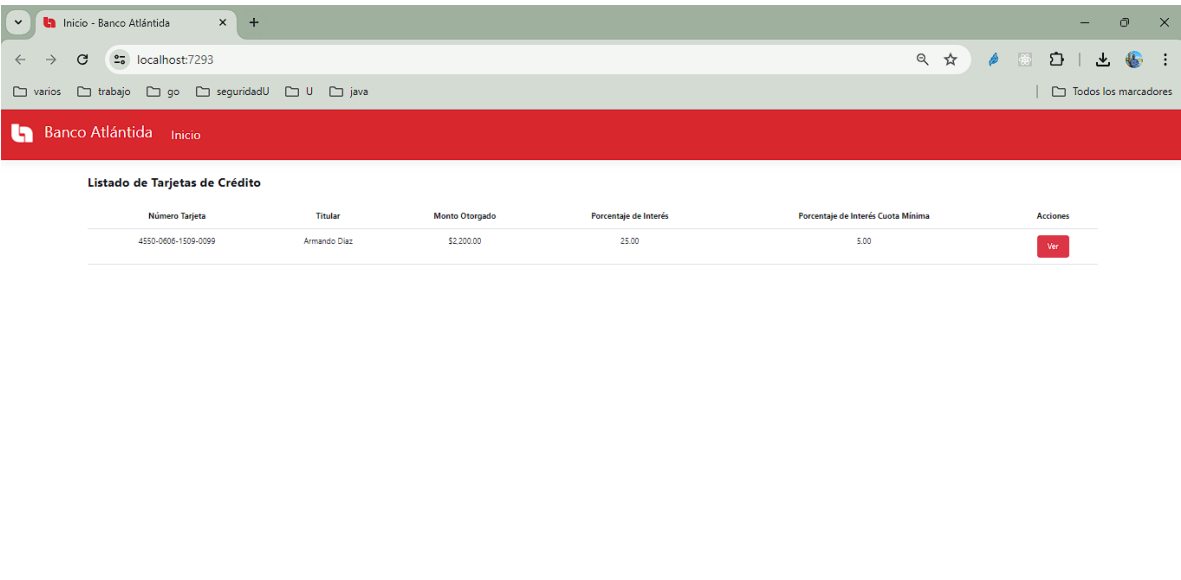 Inicio - Banco Atlántida
localhost:7293
varios trabajo go seguridadU U java Todos los marcadores
Banco Atlántida Inicio
Listado de Tarjetas de Crédito
Número Tarjeta Titular Monto Otorgado Porcentaje de Interés Porcentaje de Interés Cuota Mínima Acciones
4550-0606-1509-0099 Armando Diaz $2,200.00 25.00 5.00 Ver